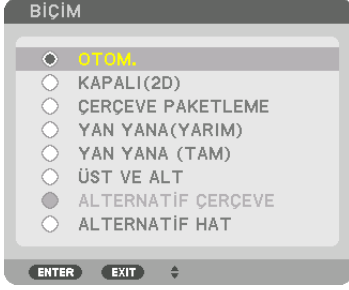 BİÇİM
OTOM.
KAPALI(2D)
ÇERÇEVE PAKETLEME
YAN YANA(YARIM)
YAN YANA (TAM)
ÜST VE ALT
ALTERNATİF ÇERÇEVE
ALTERNATİF HAT
ENTER EXIT